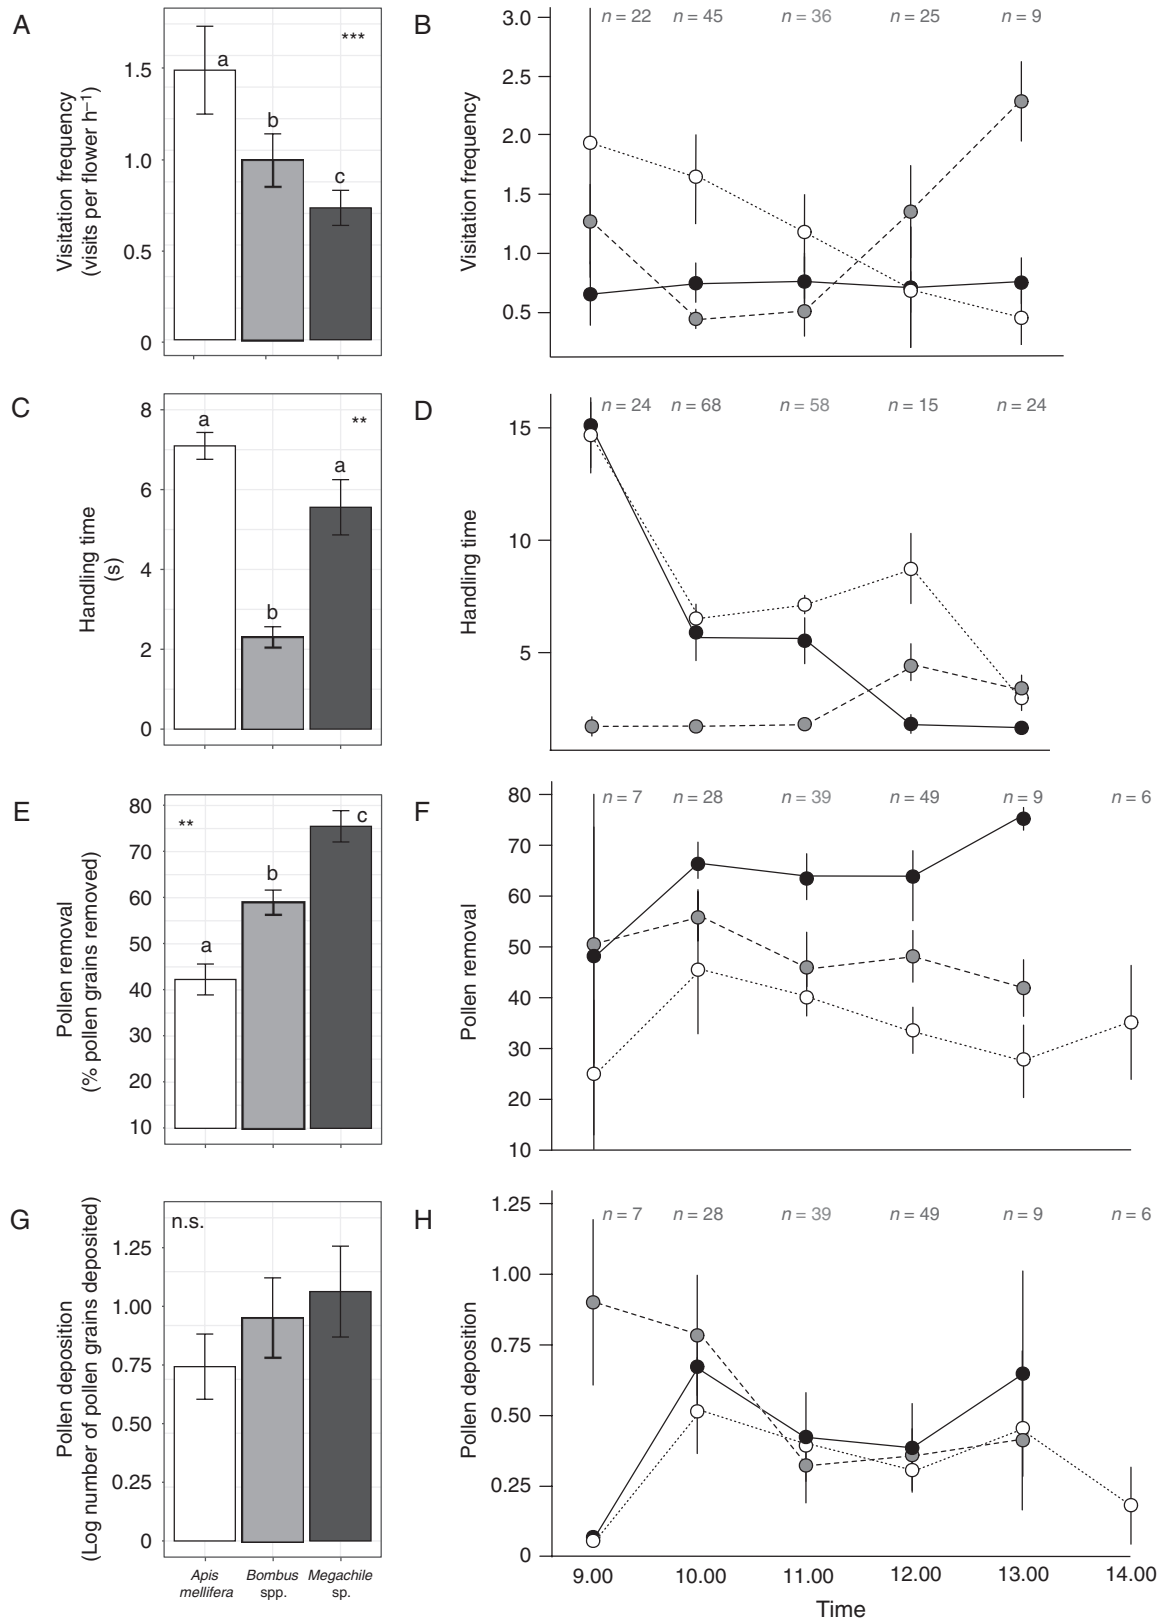 A
Visitation frequency
(visits per flower h–1)
1.5
1.0
0.5
0
a
b
c
***
B
Visitation frequency
3.0
2.5
2.0
1.5
1.0
0.5
n = 22
n = 45
n = 36
n = 25
n = 9
C
Handling time
(s)
8
6
4
2
0
a
b
a
**
D
Handling time
15
10
5
n = 24
n = 68
n = 58
n = 15
n = 24
E
Pollen removal
(% pollen grains removed)
80
70
60
50
40
30
20
10
**
a
b
c
F
Pollen removal
80
70
60
50
40
30
20
10
n = 7
n = 28
n = 39
n = 49
n = 9
n = 6
G
Pollen deposition
(Log number of pollen grains deposited)
1.25
1.00
0.75
0.50
0.25
0
n.s.
Apis
mellifera
Bombus
spp.
Megachile
sp.
H
Pollen deposition
1.25
1.00
0.75
0.50
0.25
0
n = 7
n = 28
n = 39
n = 49
n = 9
n = 6
9.00
10.00
11.00
12.00
13.00
14.00
Time